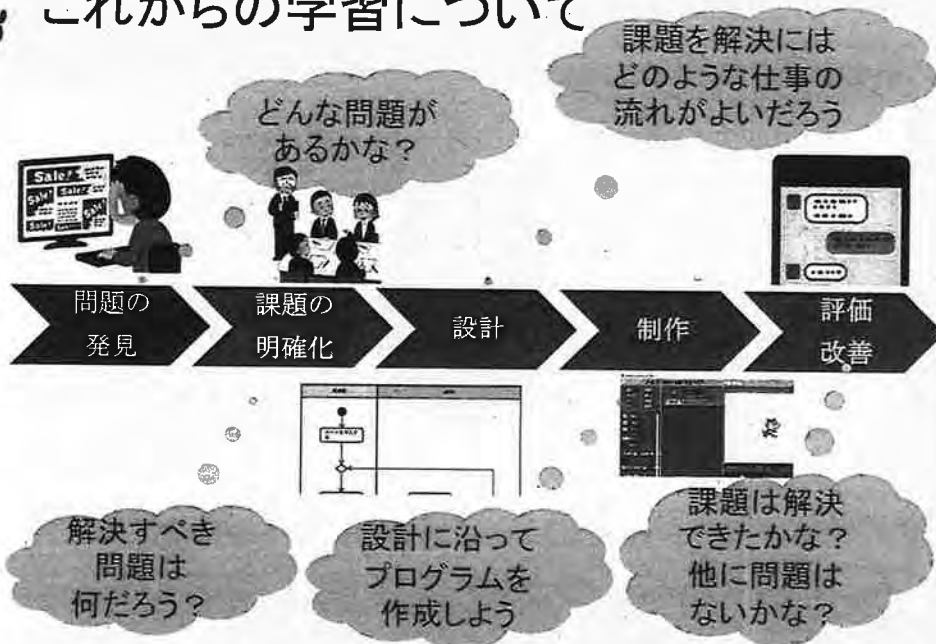 これからの学習について
課題を解決には
どのような仕事の
流れがよいだろう
どんな問題が
あるかな？
Sale!
Sale!
Sale!
Sale!
Sale!
問題の
発見
課題の
明確化
設計
制作
評価
改善
解決すべき
問題は
何だろう？
設計に沿って
プログラムを
作成しよう
課題は解決
できたかな？
他に問題は
ないかな？